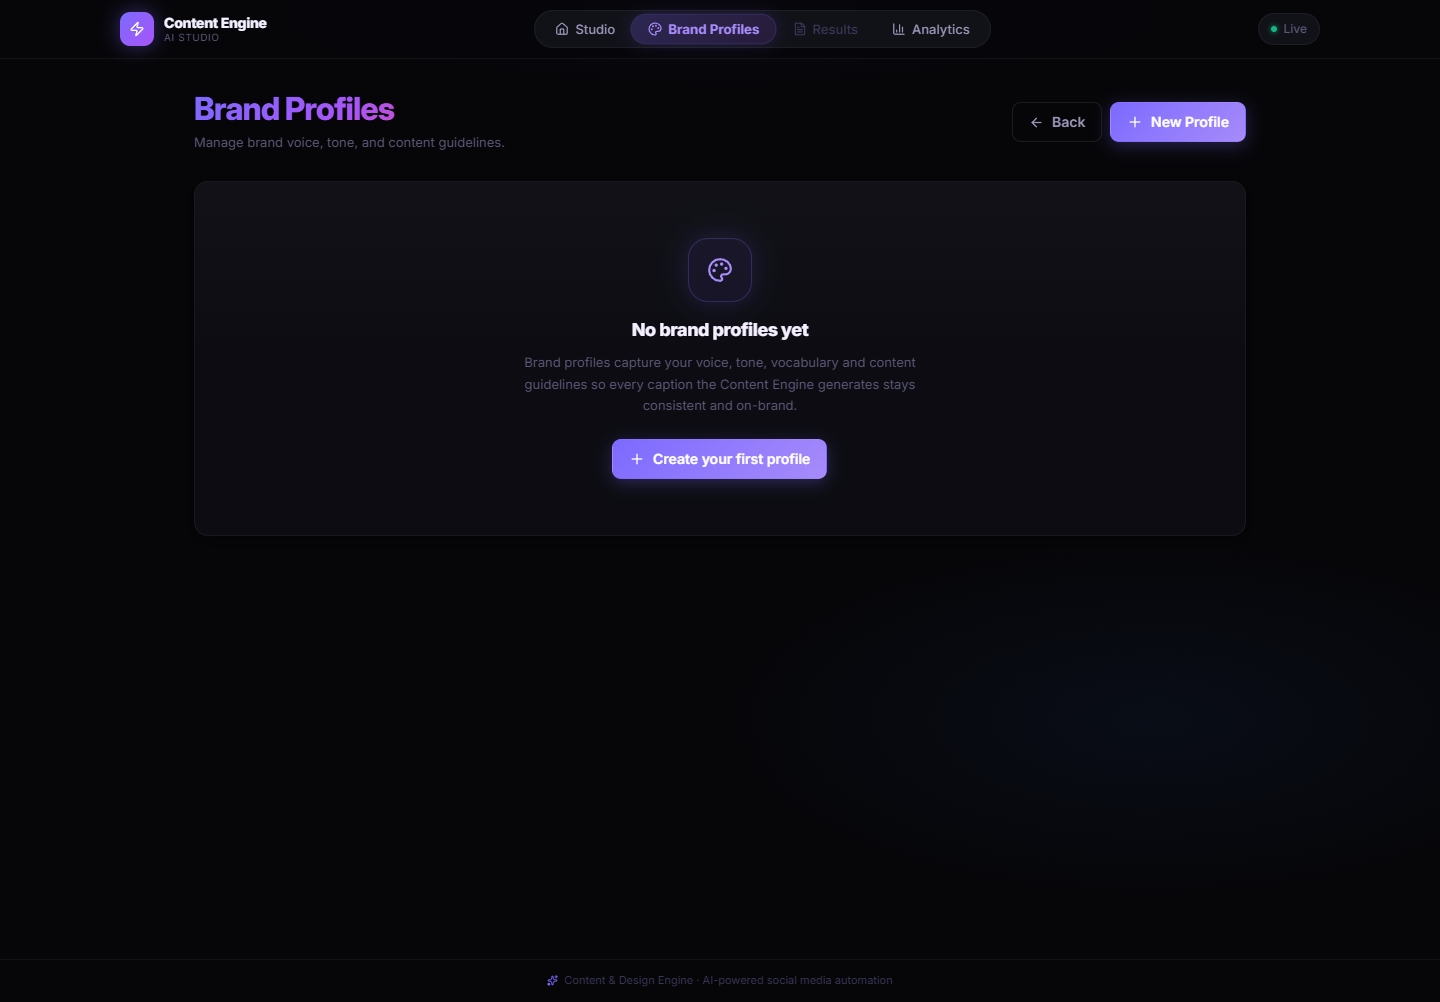 Content Engine
AI STUDIO
Studio
Brand Profiles
Results
Analytics
Live
Brand Profiles
Manage brand voice, tone, and content guidelines.
Back
New Profile
No brand profiles yet
Brand profiles capture your voice, tone, vocabulary and content
guidelines so every caption the Content Engine generates stays
consistent and on-brand.
Create your first profile
Content & Design Engine · AI-powered social media automation